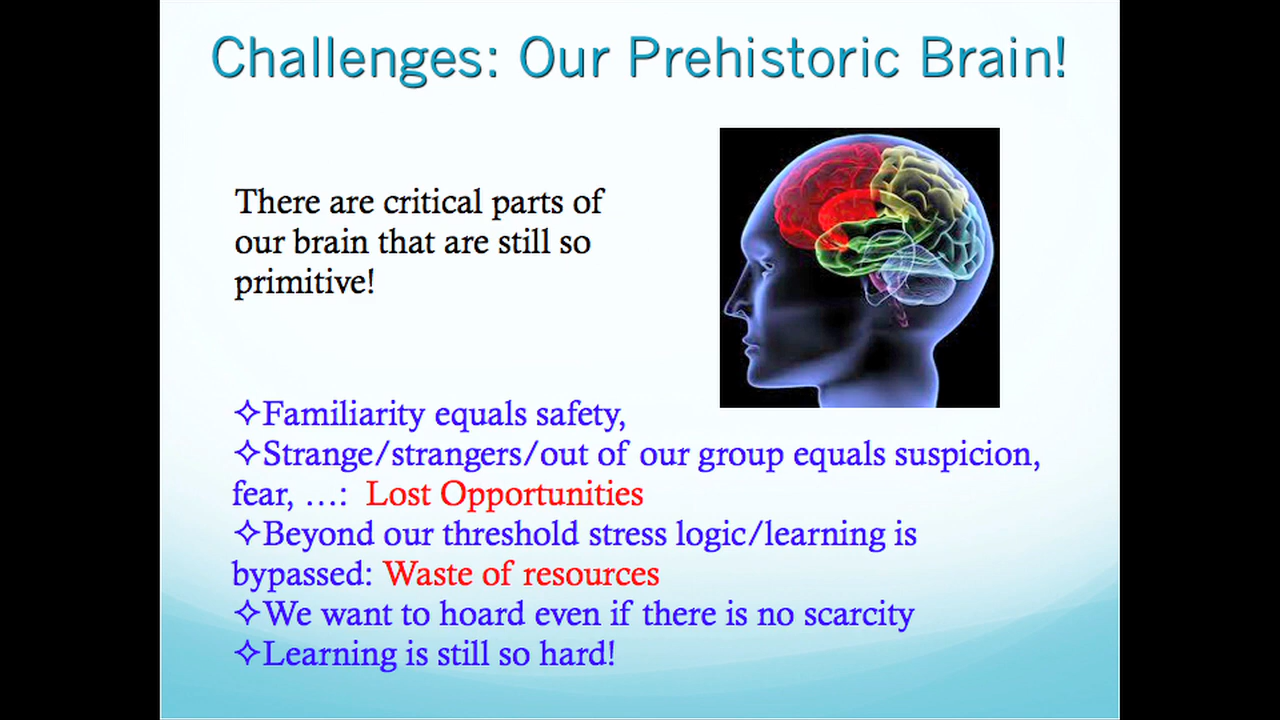 Challenges: Our Prehistoric Brain!
There are critical parts of
our brain that are still so
primitive!
✧Familiarity equals safety,
✧Strange/strangers/out of our group equals suspicion,
fear, …: Lost Opportunities
✧Beyond our threshold stress logic/learning is
bypassed: Waste of resources
✧We want to hoard even if there is no scarcity
✧Learning is still so hard!